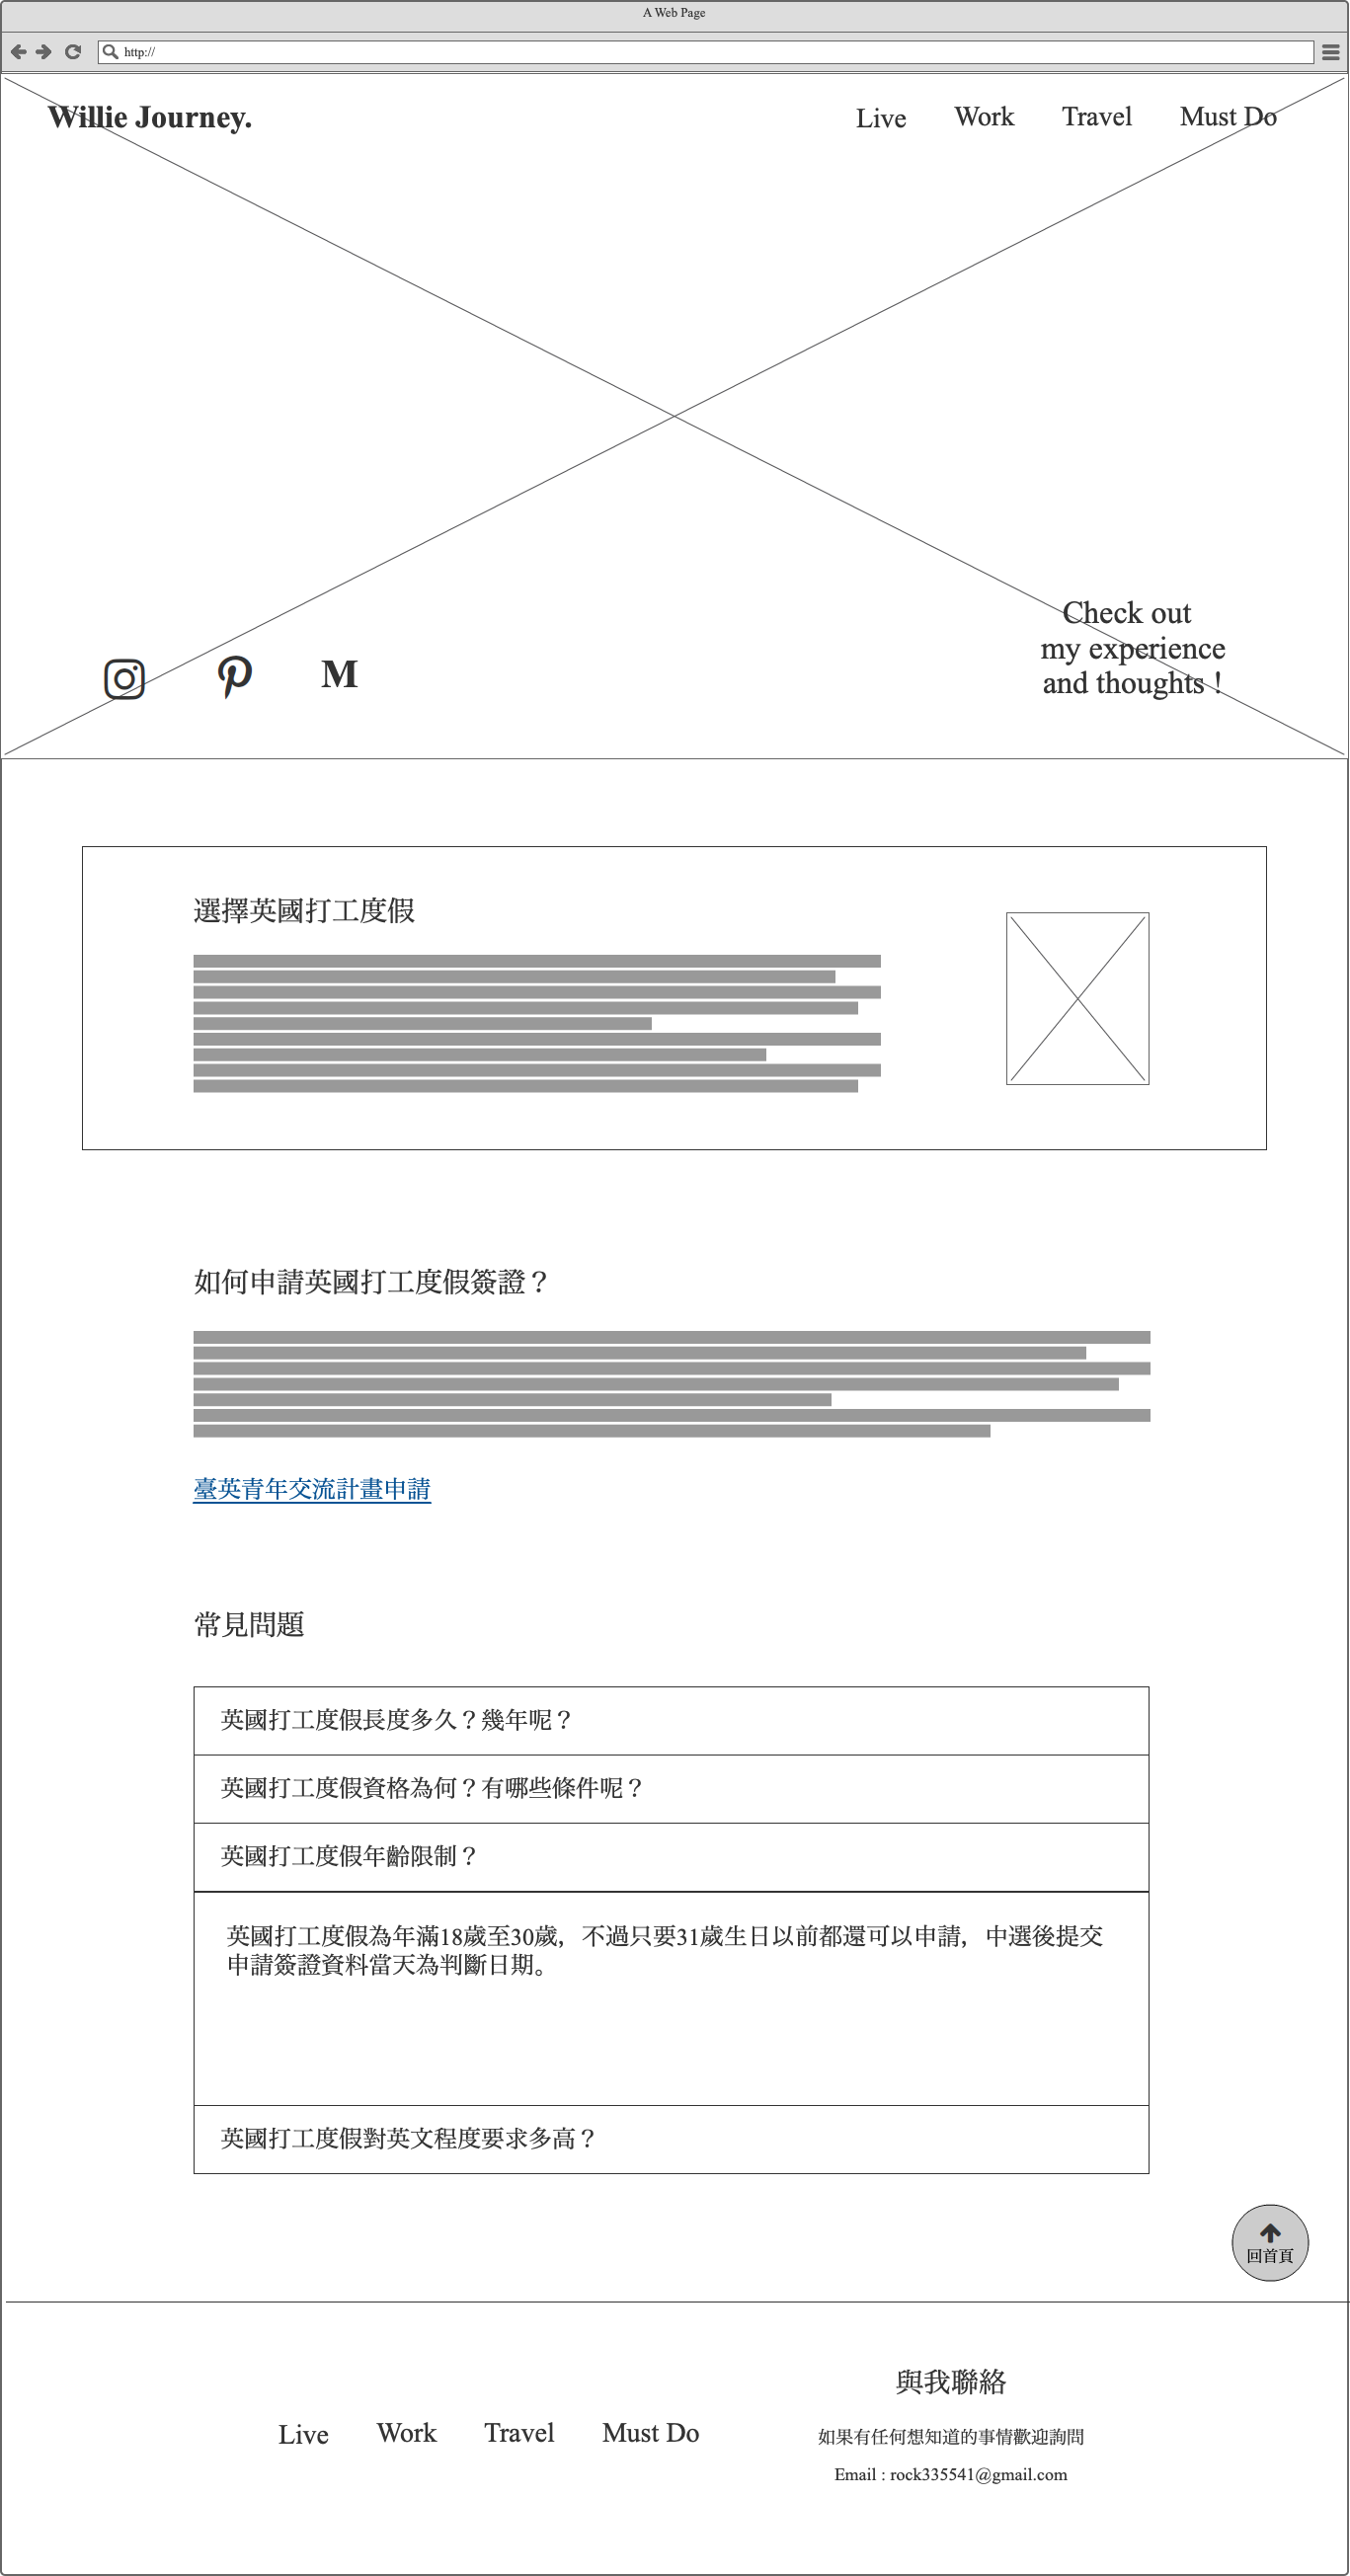 A Web Page
http://
Willie Journey.
Live
Work
Travel
Must Do
Check out
my experience
and thoughts !
M
選擇英國打工度假
如何申請英國打工度假簽證？
臺英青年交流計畫申請
常見問題
英國打工度假長度多久？幾年呢？
英國打工度假資格為何？有哪些條件呢？
英國打工度假年齡限制？
英國打工度假為年滿18歲至30歲，不過只要31歲生日以前都還可以申請，中選後提交
申請簽證資料當天為判斷日期。
英國打工度假對英文程度要求多高？
回首頁
Live
Work
Travel
Must Do
與我聯絡
如果有任何想知道的事情歡迎詢問
Email : rock335541@gmail.com